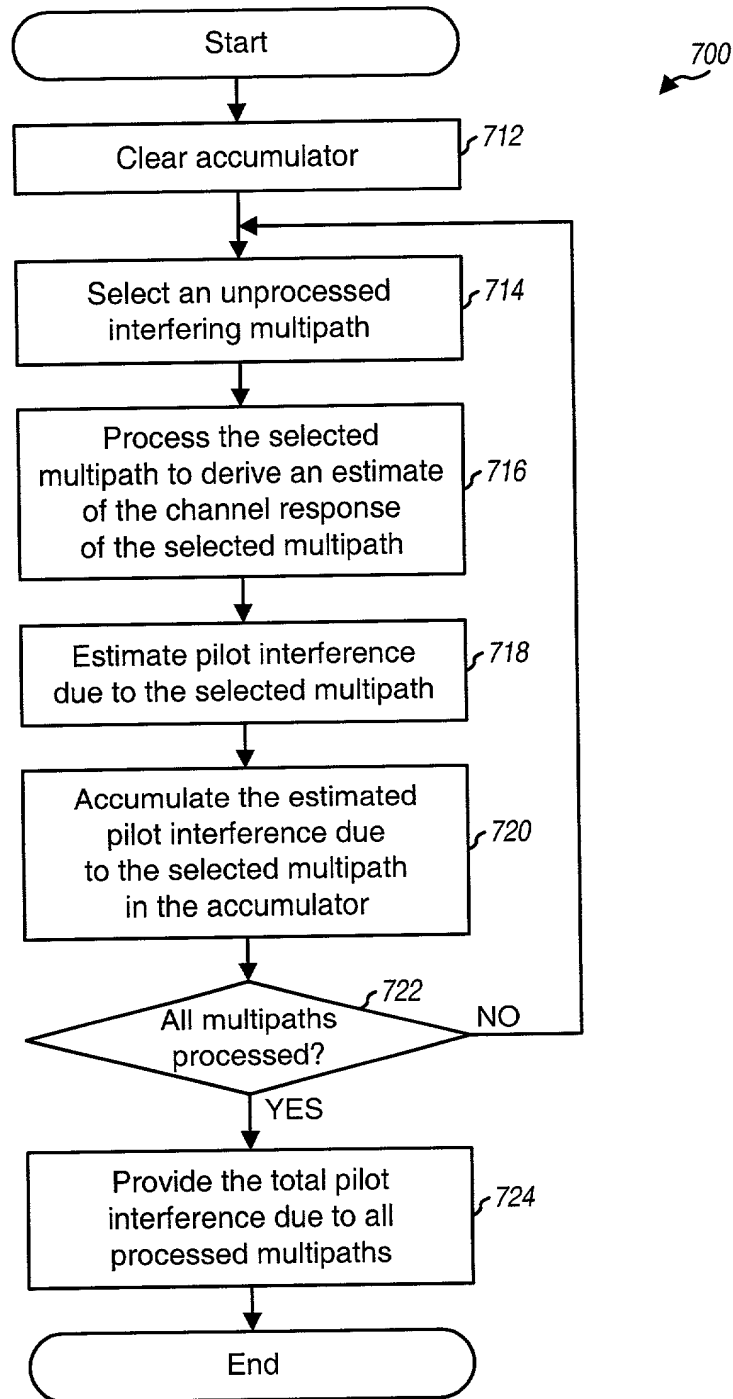 Start
700
Clear accumulator
712
Select an unprocessed
interfering multipath
714
Process the selected
multipath to derive an estimate
of the channel response
of the selected multipath
716
Estimate pilot interference
due to the selected multipath
718
Accumulate the estimated
pilot interference due
to the selected multipath
in the accumulator
720
722
All multipaths
processed?
NO
YES
Provide the total pilot
interference due to all
processed multipaths
724
End